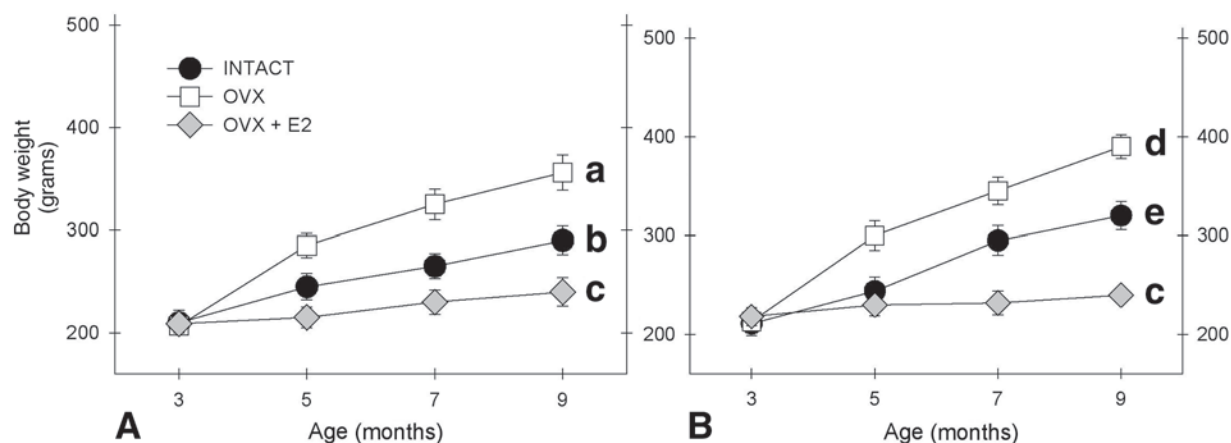 500
400
300
200
Body weight
(grams)
INTACT
OVX
OVX + E2
a
b
c
3 5 7 9
A Age (months)
500 500
400 400
300 300
200 200
d
e
c
3 5 7 9
B Age (months)